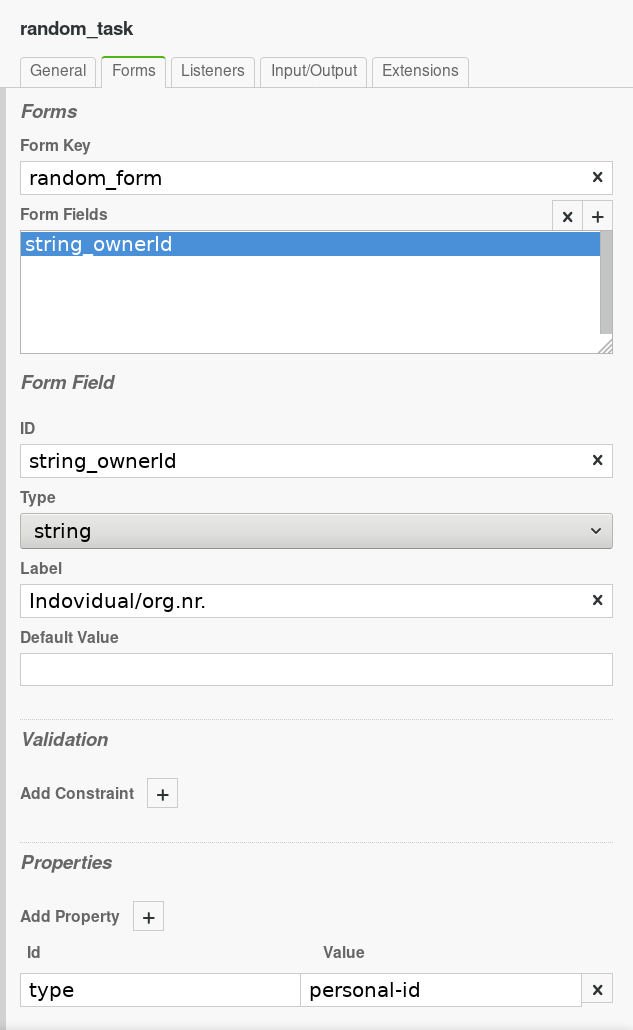 random_task
General Forms Listeners Input/Output Extensions
Forms
Form Key
random_form
Form Fields
string_ownerId
Form Field
ID
string_ownerId
Type
string
Label
Indovidual/org.nr.
Default Value
Validation
Add Constraint +
Properties
Add Property +
Id Value
type personal-id